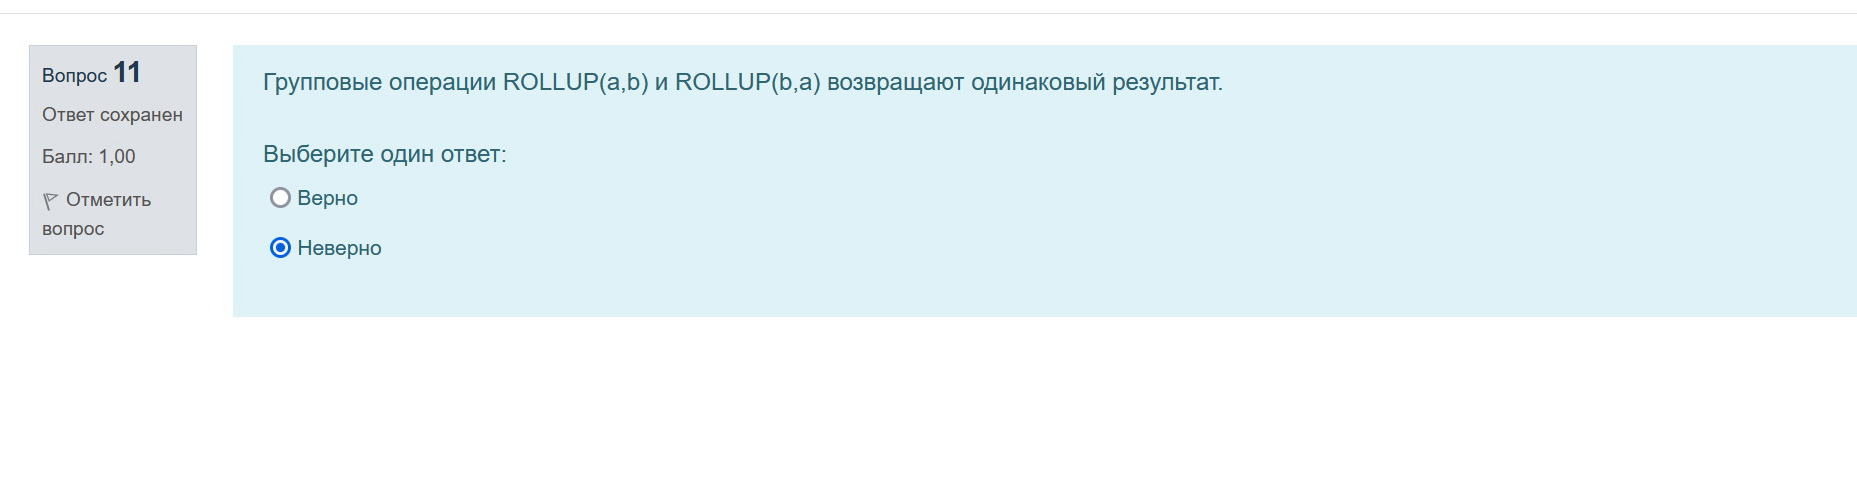 Вопрос 11
Ответ сохранен
Балл: 1,00
Отметить
вопрос
Групповые операции ROLLUP(a,b) и ROLLUP(b,a) возвращают одинаковый результат.
Выберите один ответ:
Верно
Неверно